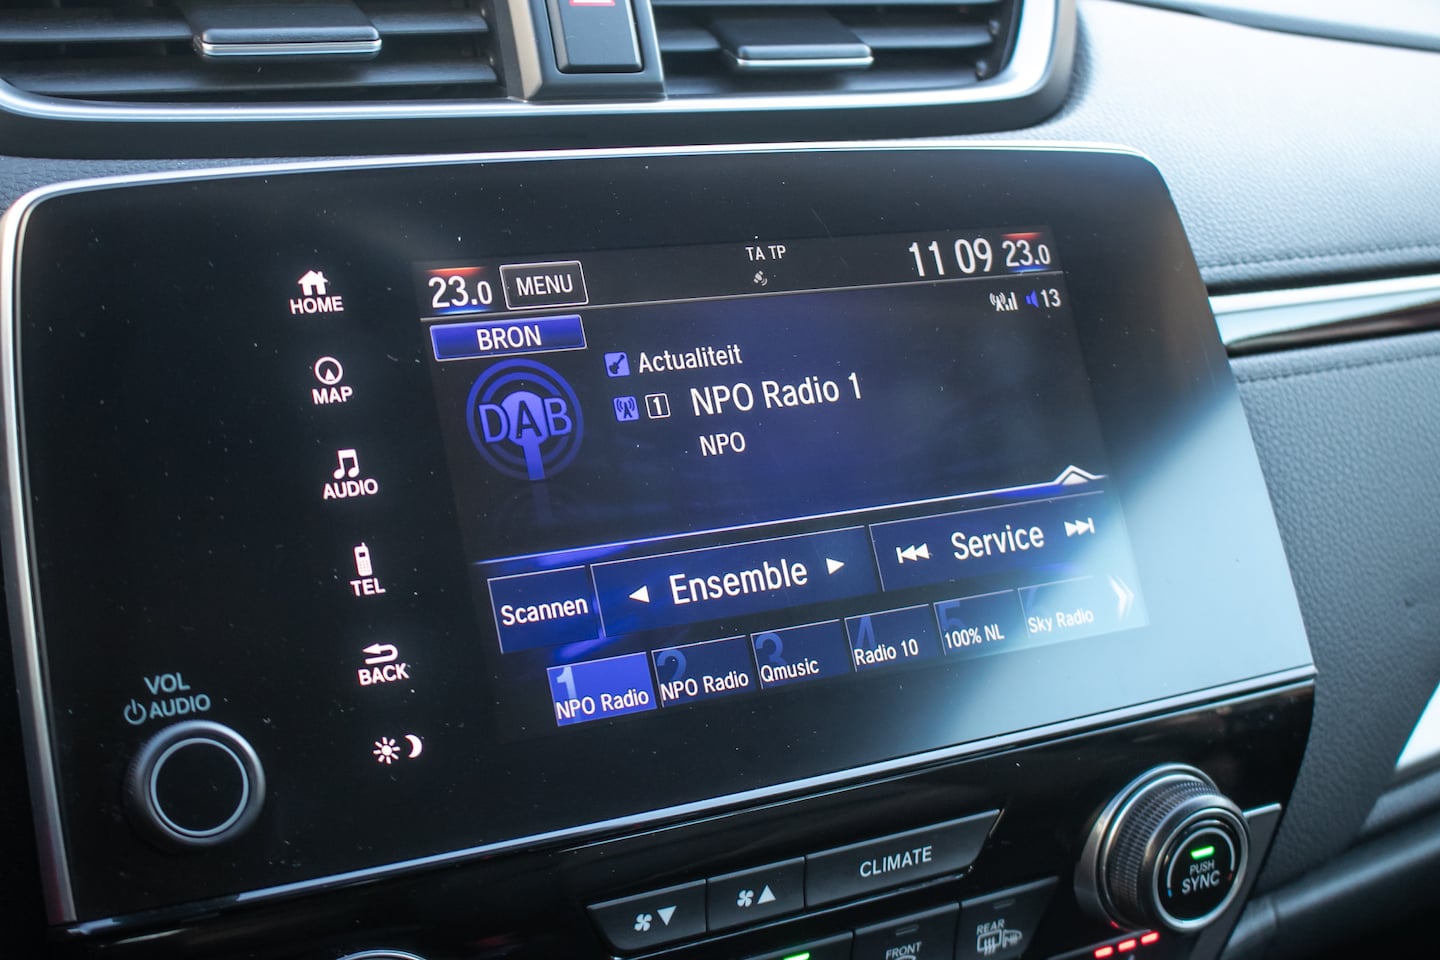 TA TP
11 09
23.0
23.0
MENU
13
BRON
HOME
DAB
Actualiteit
1
NPO Radio 1
NPO
MAP
AUDIO
Scannen
Ensemble
Service
TEL
1
NPO Radio
2
NPO Radio
3
Qmusic
4
Radio 10
5
100% NL
6
Sky Radio
BACK
VOL
AUDIO
CLIMATE
PUSH
SYNC
FRONT
REAR